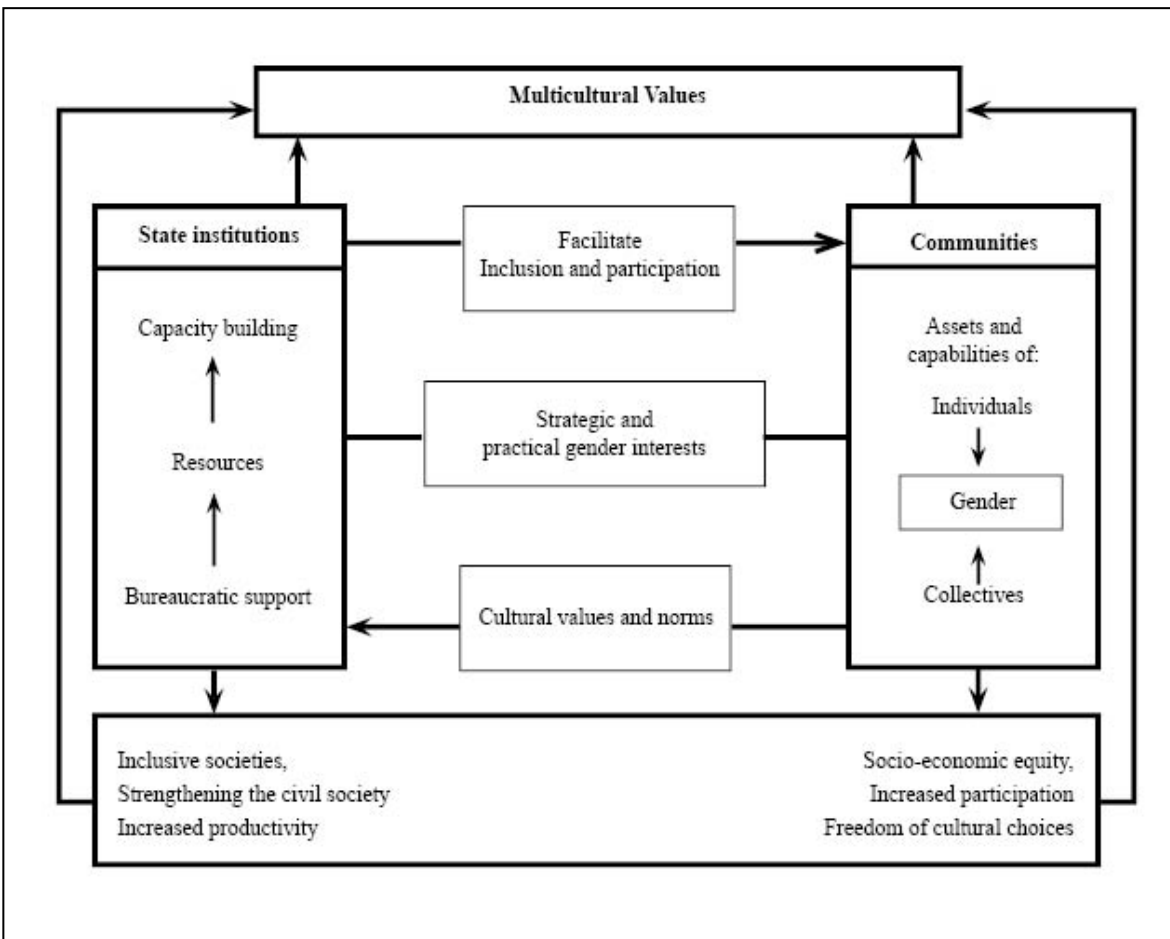 Multicultural Values
State institutions
Capacity building
Resources
Bureaucratic support
Facilitate
Inclusion and participation
Strategic and
practical gender interests
Cultural values and norms
Communities
Assets and
capabilities of:
Individuals
Gender
Collectives
Inclusive societies,
Strengthening the civil society
Increased productivity
Socio-economic equity,
Increased participation
Freedom of cultural choices